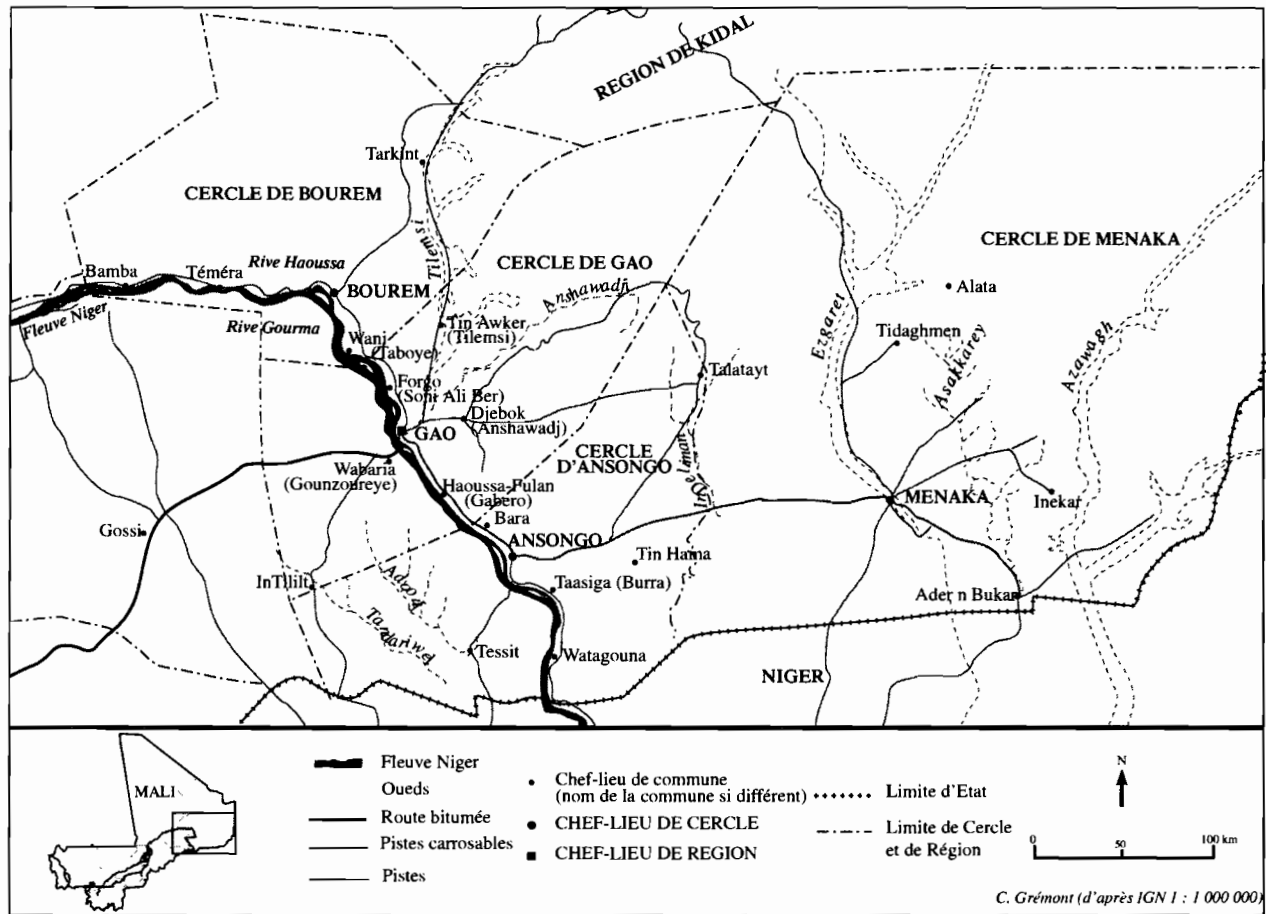 REGION DE KIDAL
Tarkint
CERCLE DE BOUREM
Tilemsi
CERCLE DE GAO
CERCLE DE MENAKA
Bamba
Téméra
Rive Haoussa
BOUREM
Anshawadj
Alata
Fleuve Niger
Rive Gourma
Tin Awker
(Tilemsi)
Ezgaret
Tidaghmen
Asakkarey
Azawagh
Wani
(Taboye)
Talatayt
Forgo
(Soni Ali Ber)
Djebok
(Anshawadj)
GAO
CERCLE
D'ANSONGO
Wabaria
(Gounzoureye)
Haoussa-Fulan
(Gabero)
MENAKA
Inekar
Bara
Gossi
ANSONGO
Tin Hama
InTililt
Taasiga (Burra)
Ader n Bukar
Tessit
Watagouna
NIGER
MALI
Fleuve Niger
Oueds
Route bitumée
Pistes carrosables
Pistes
Chef-lieu de commune
(nom de la commune si différent)
CHEF-LIEU DE CERCLE
CHEF-LIEU DE REGION
Limite d'Etat
Limite de Cercle
et de Région
N
0 50 100 km
C. Grémont (d'après IGN 1 : 1 000 000)